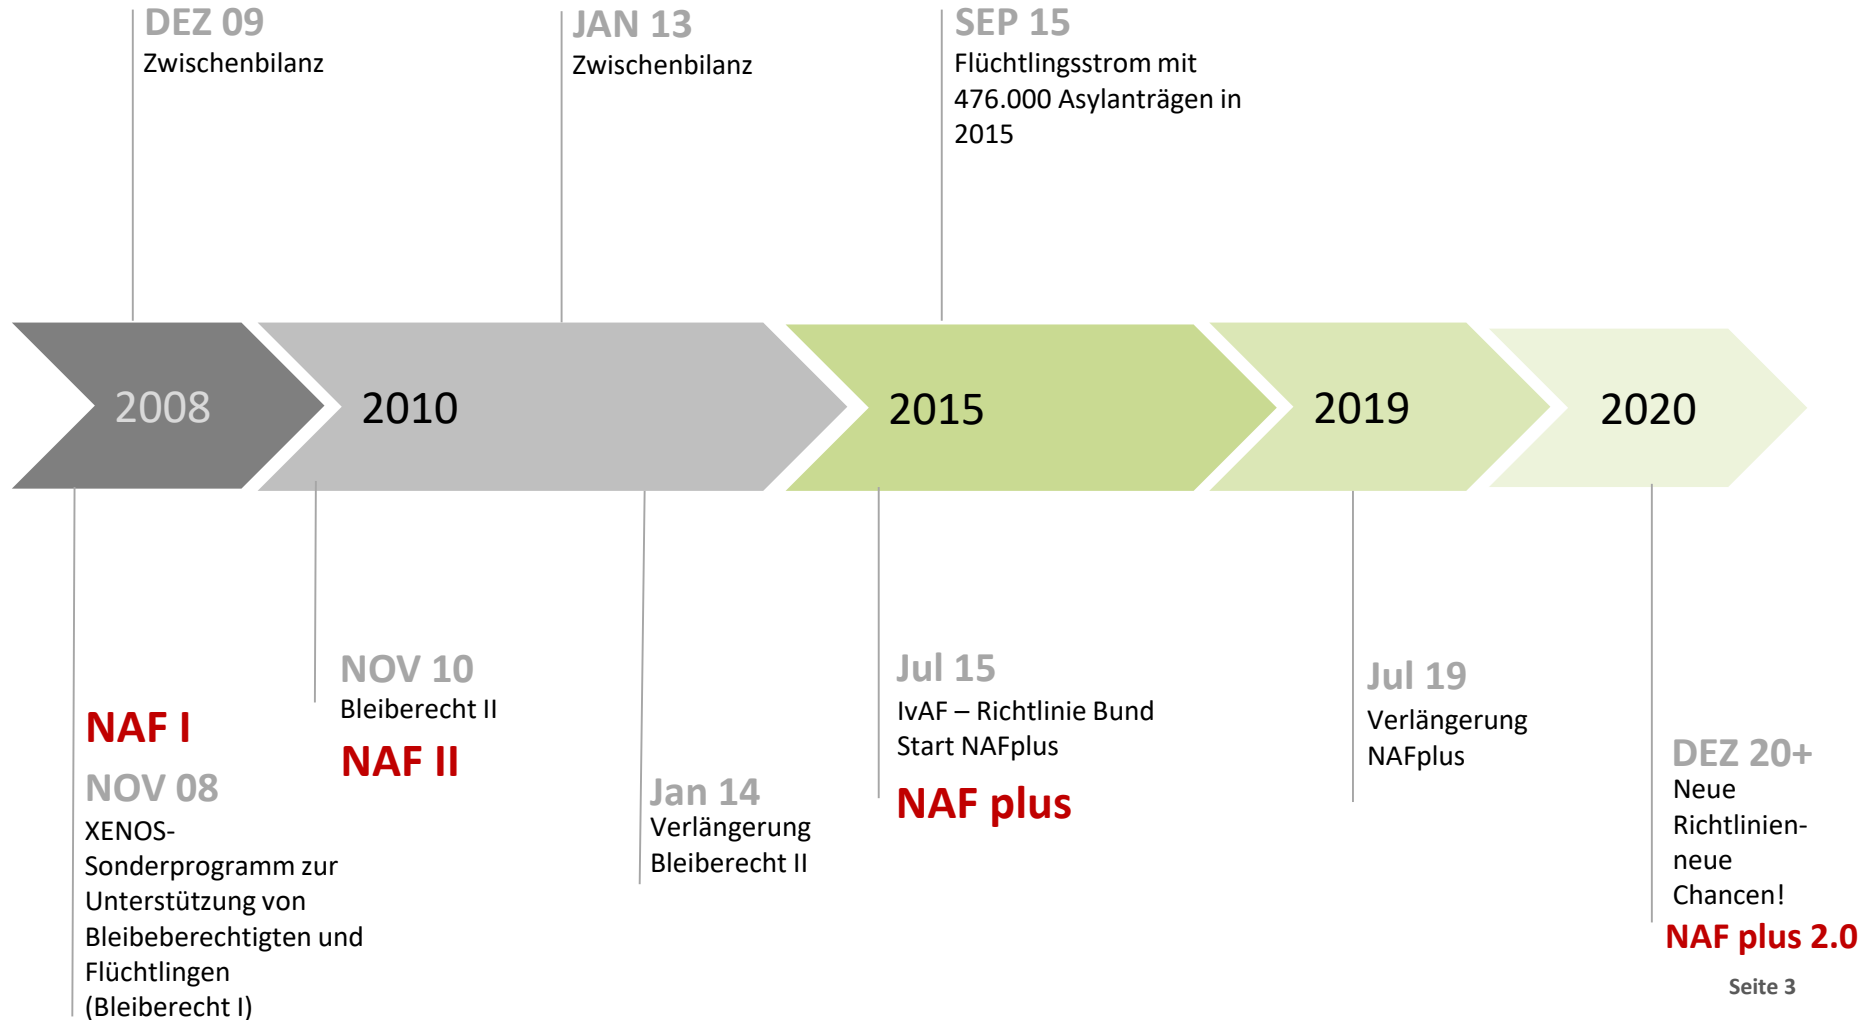 DEZ 09
Zwischenbilanz
JAN 13
Zwischenbilanz
SEP 15
Flüchtlingsstrom mit
476.000 Asylanträgen in
2015
2008
2010
2015
2019
2020
NAF I
NOV 08
XENOS-
Sonderprogramm zur
Unterstützung von
Bleibeberechtigten und
Flüchtlingen
(Bleiberecht I)
NOV 10
Bleiberecht II
NAF II
Jan 14
Verlängerung
Bleiberecht II
Jul 15
IvAF – Richtlinie Bund
Start NAFplus
NAF plus
Jul 19
Verlängerung
NAFplus
DEZ 20+
Neue
Richtlinien-
neue
Chancen!
NAF plus 2.0
Seite 3